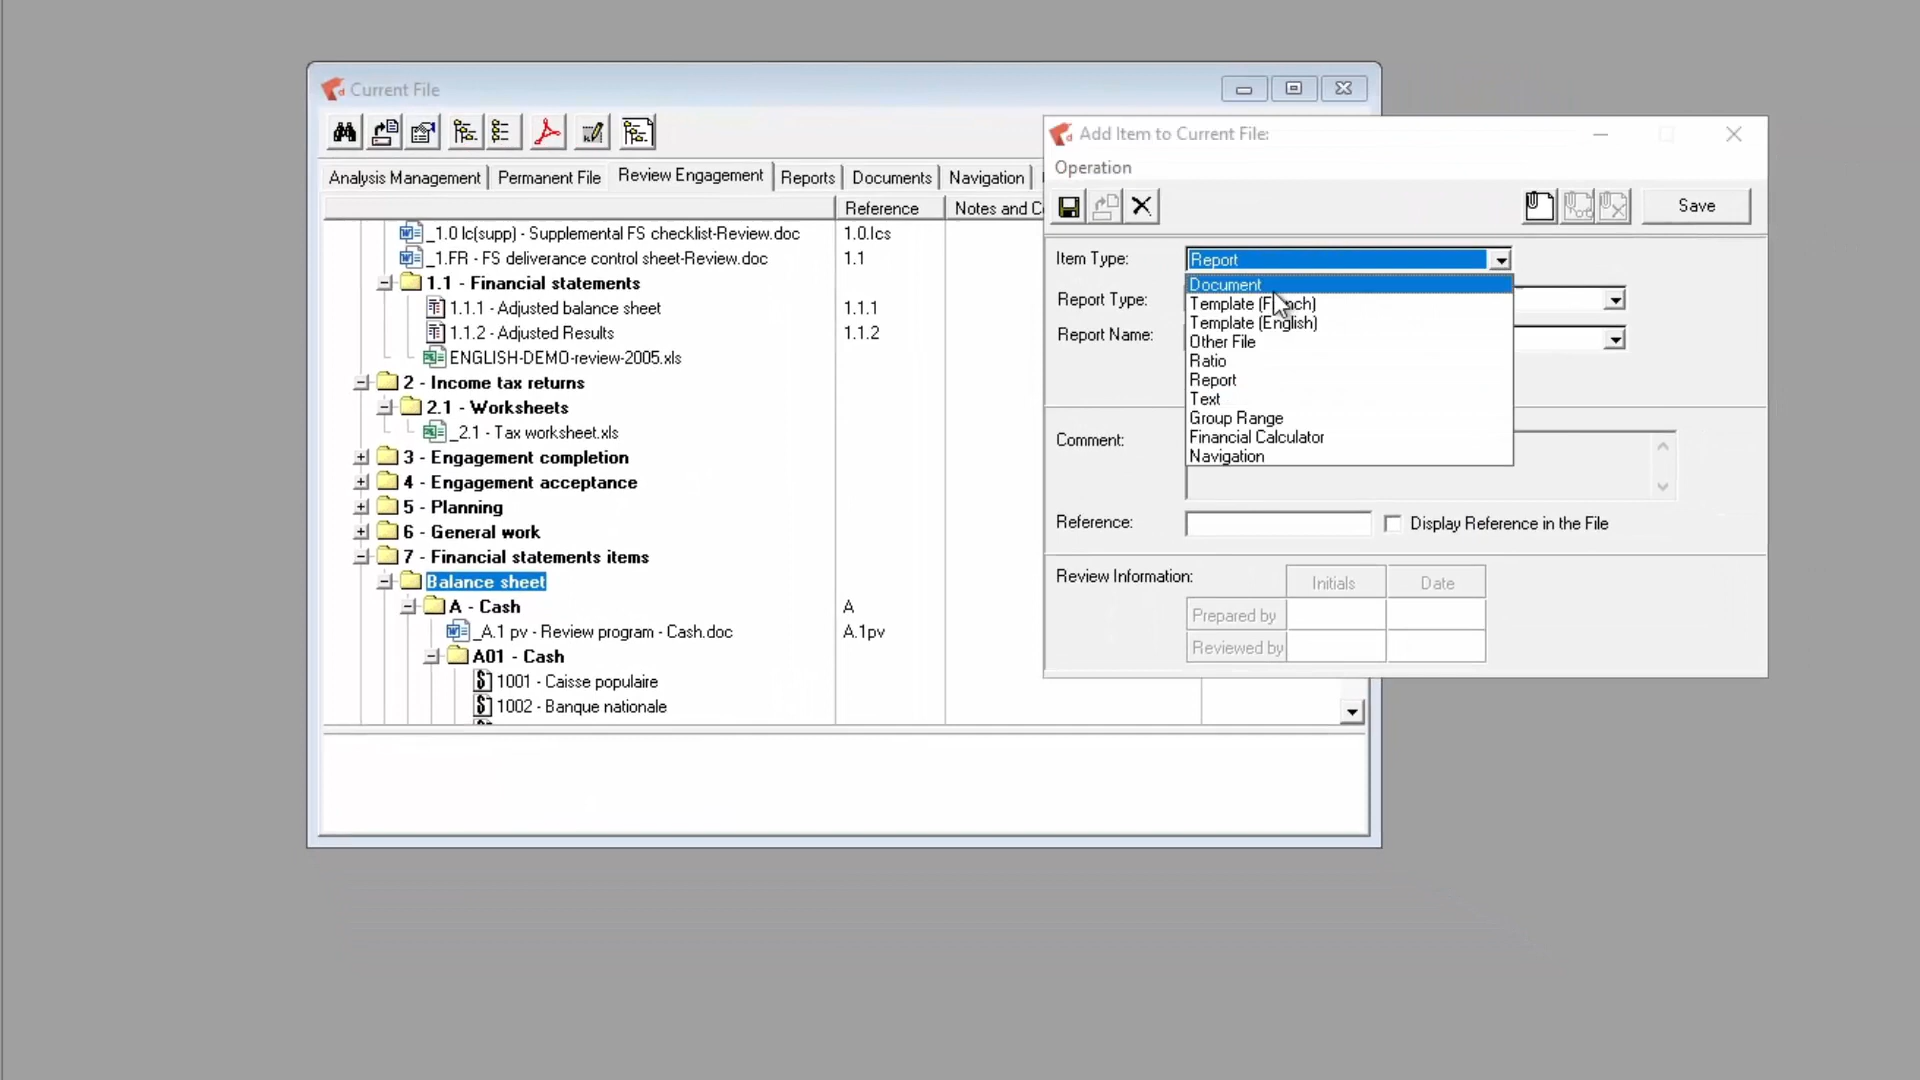 Current File
Analysis Management
Permanent File
Review Engagement
Reports
Documents
Navigation
Reference
Notes and C
_1.0 lc(supp) - Supplemental FS checklist-Review.doc
1.0.lcs
_1.FR - FS deliverance control sheet-Review.doc
1.1
1.1 - Financial statements
1.1.1 - Adjusted balance sheet
1.1.1
1.1.2 - Adjusted Results
1.1.2
ENGLISH-DEMO-review-2005.xls
2 - Income tax returns
2.1 - Worksheets
_2.1 - Tax worksheet.xls
3 - Engagement completion
4 - Engagement acceptance
5 - Planning
6 - General work
7 - Financial statements items
Balance sheet
A - Cash
A
_A.1 pv - Review program - Cash.doc
A.1pv
A01 - Cash
1001 - Caisse populaire
1002 - Banque nationale
Add Item to Current File:
Operation
Save
Item Type:
Report
Report Type:
Report Name:
Document
Template (French)
Template (English)
Other File
Ratio
Report
Text
Group Range
Financial Calculator
Navigation
Comment:
Reference:
Display Reference in the File
Review Information:
Initials
Date
Prepared by
Reviewed by